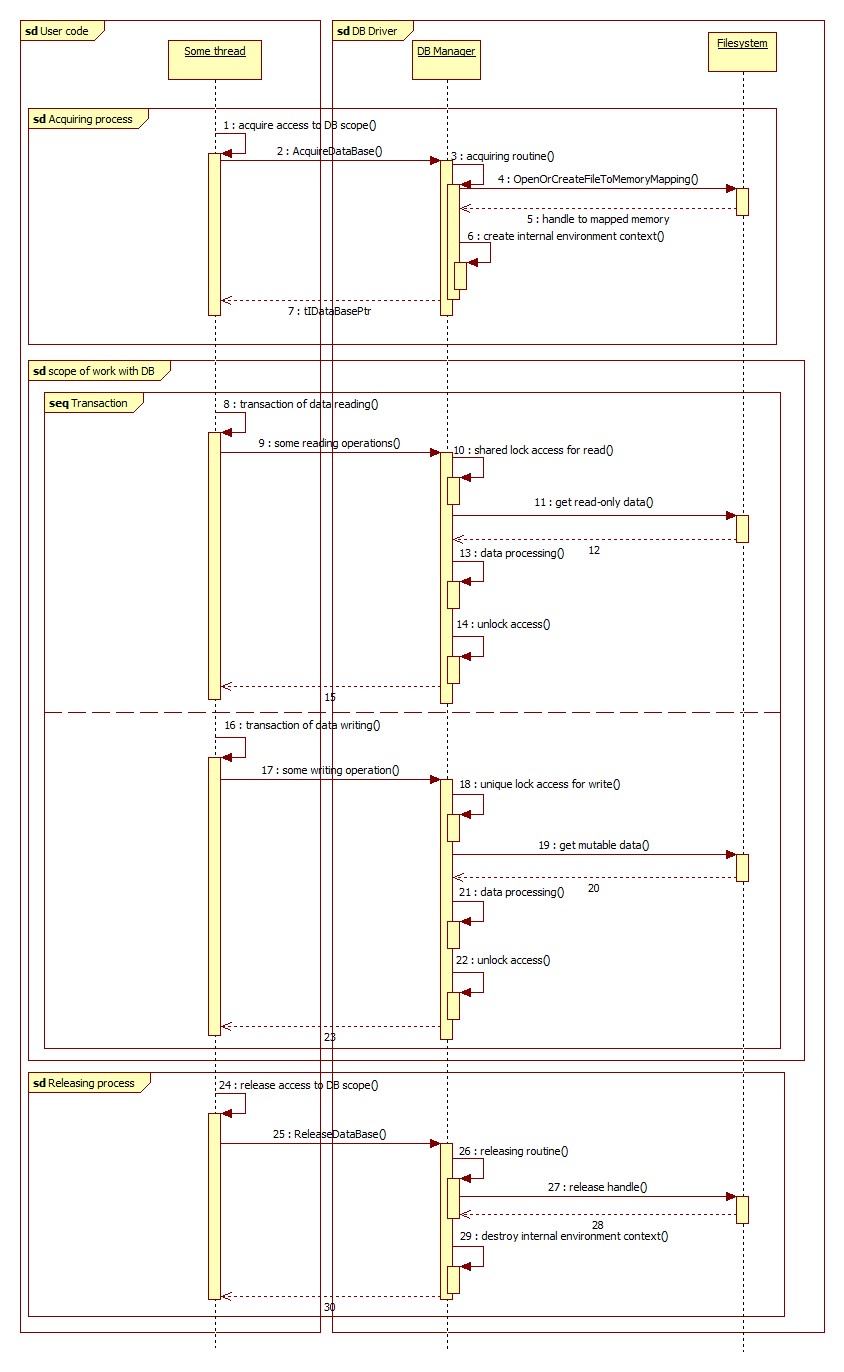 sd User code
sd DB Driver
Some thread
DB Manager
Filesystem
sd Acquiring process
1 : acquire access to DB scope()
2 : AcquireDataBase()
3 : acquiring routine()
4 : OpenOrCreateFileToMemoryMapping()
5 : handle to mapped memory
6 : create internal environment context()
7 : tIDataBasePtr
sd scope of work with DB
seq Transaction
8 : transaction of data reading()
9 : some reading operations()
10 : shared lock access for read()
11 : get read-only data()
12
13 : data processing()
14 : unlock access()
15
16 : transaction of data writing()
17 : some writing operation()
18 : unique lock access for write()
19 : get mutable data()
20
21 : data processing()
22 : unlock access()
23
sd Releasing process
24 : release access to DB scope()
25 : ReleaseDataBase()
26 : releasing routine()
27 : release handle()
28
29 : destroy internal environment context()
30